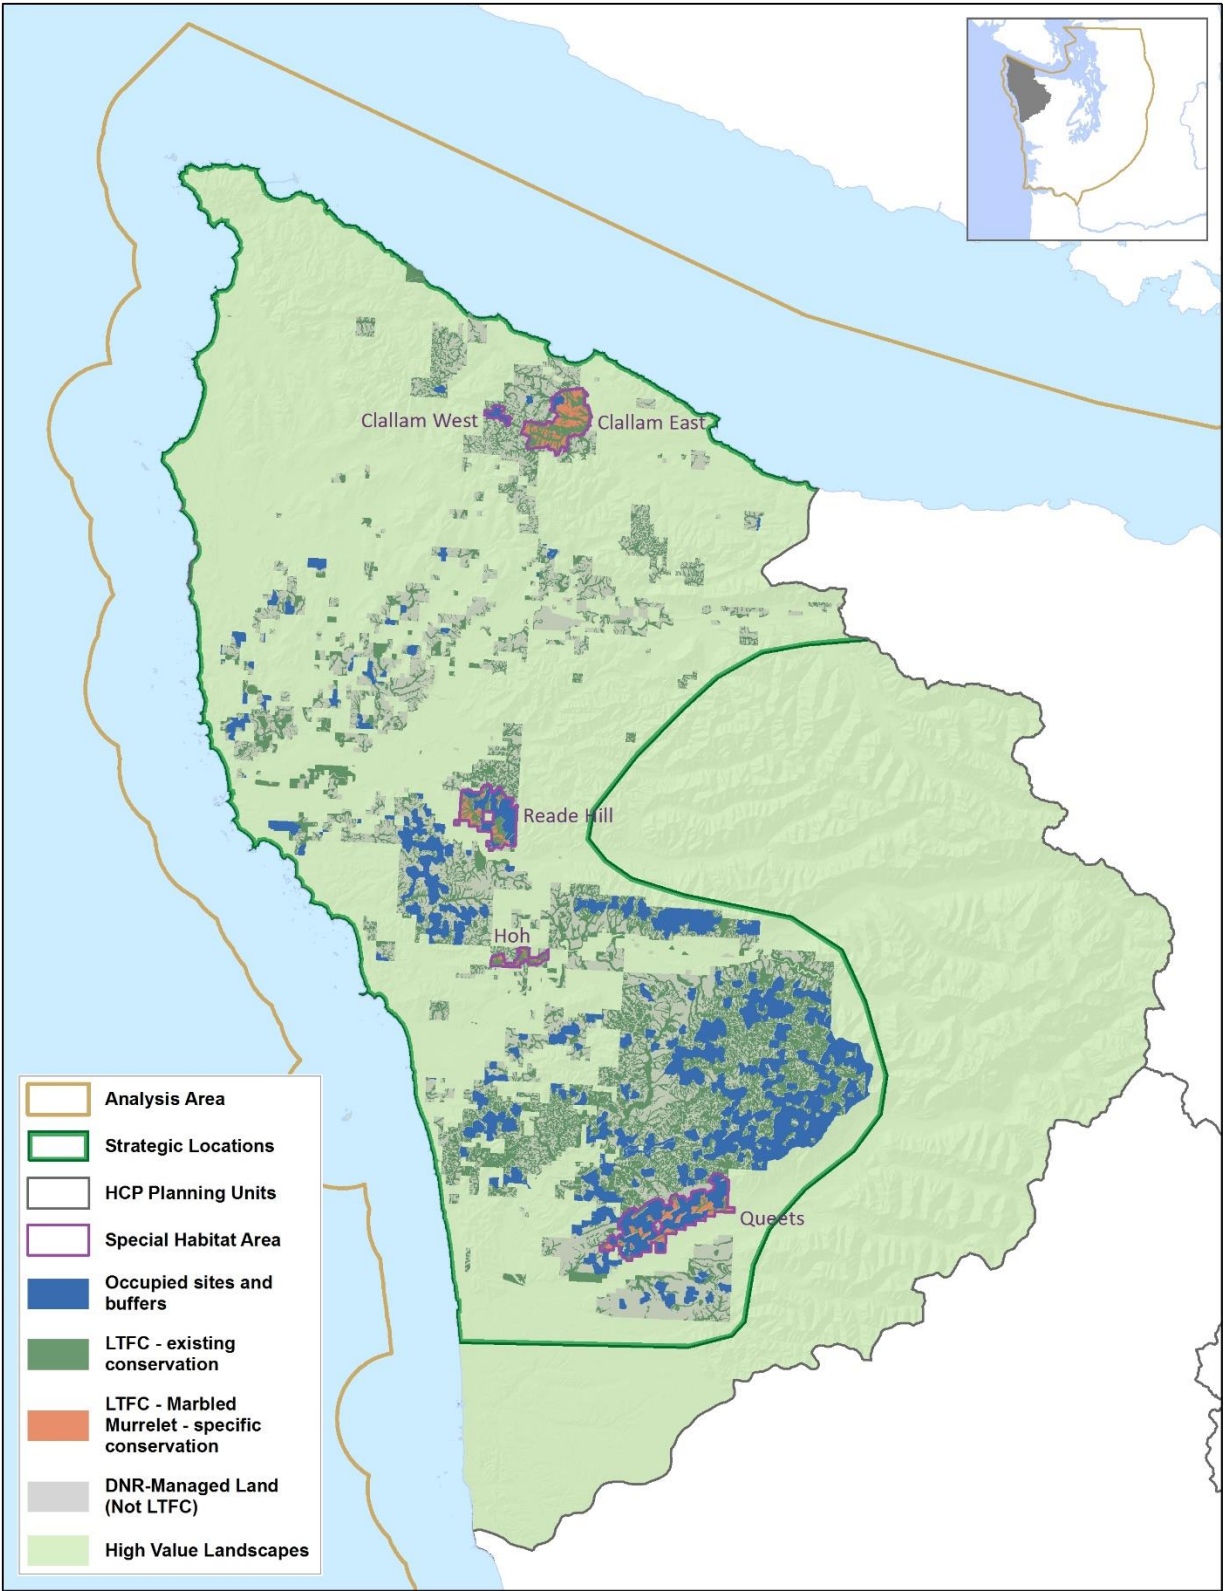 Clallam West
Clallam East
Reade Hill
Hoh
Queets
Analysis Area
Strategic Locations
HCP Planning Units
Special Habitat Area
Occupied sites and
buffers
LTFC - existing
conservation
LTFC - Marbled
Murrelet - specific
conservation
DNR-Managed Land
(Not LTFC)
High Value Landscapes